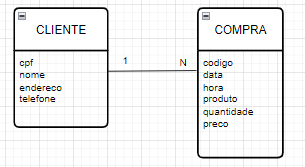 CLIENTE
cpf
nome
endereco
telefone
1
N
COMPRA
codigo
data
hora
produto
quantidade
preco